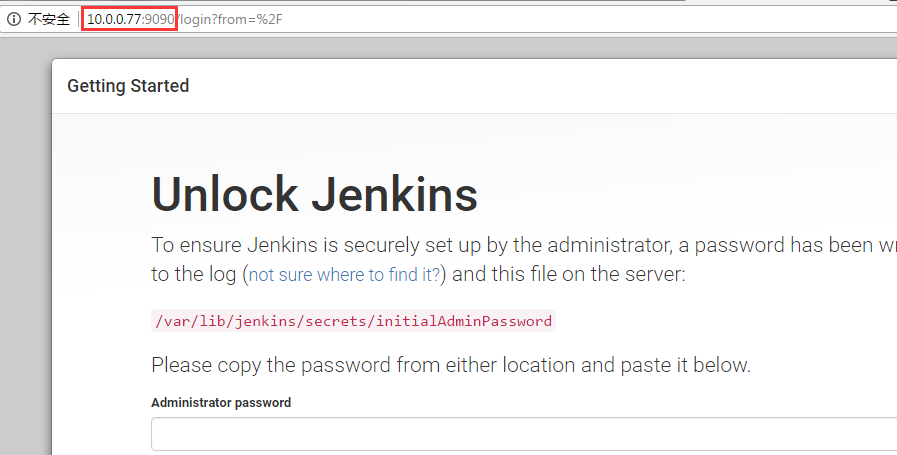 不安全 10.0.0.77:9090/login?from=%2F
Getting Started
Unlock Jenkins
To ensure Jenkins is securely set up by the administrator, a password has been
to the log (not sure where to find it?) and this file on the server:
/var/lib/jenkins/secrets/initialAdminPassword
Please copy the password from either location and paste it below.
Administrator password